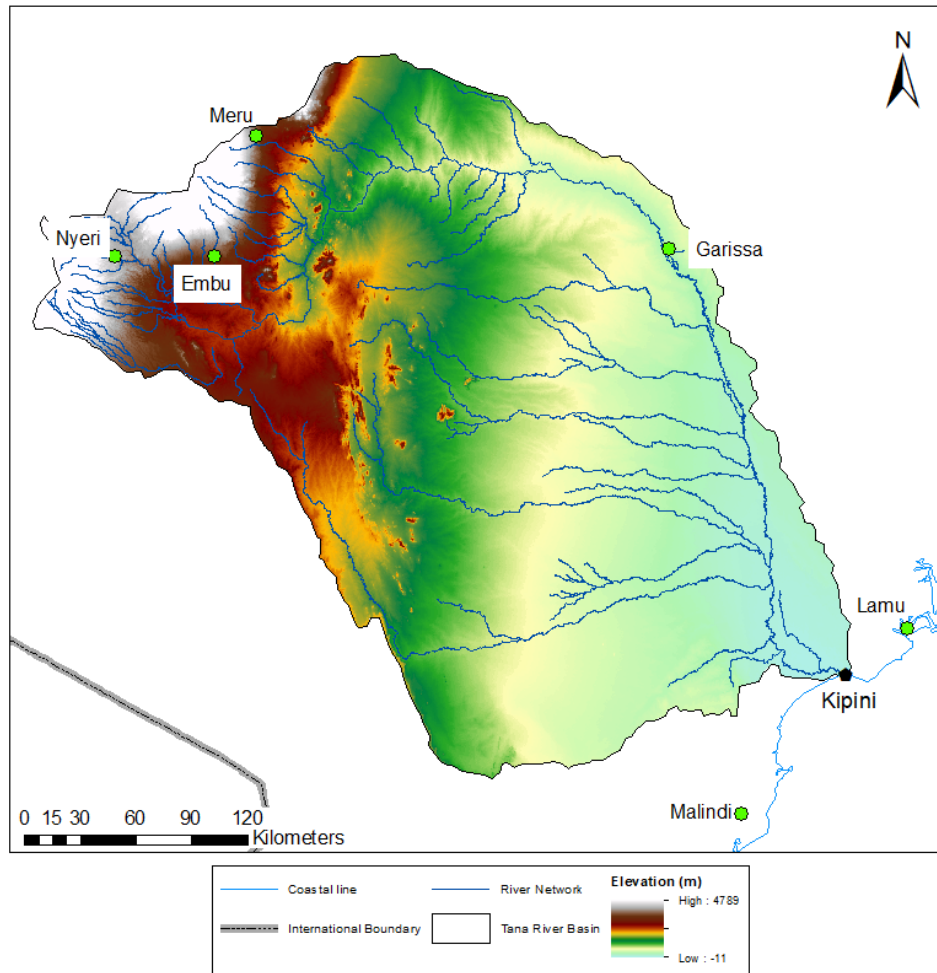 N
Meru
Nyeri
Embu
Garissa
Lamu
Kipini
Malindi
0 15 30 60 90 120
Kilometers
Coastal line
River Network
Elevation (m)
High : 4789
International Boundary
Tana River Basin
Low : -11